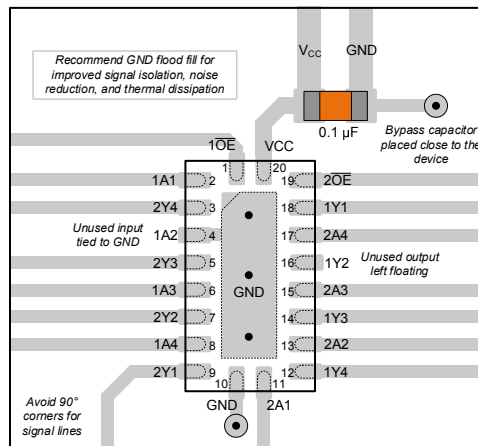 Recommend GND flood fill for
improved signal isolation, noise
reduction, and thermal dissipation
VCC GND
0.1 µF
Bypass capacitor
placed close to the
device
1OE VCC
1 20
1A1 2 19 2OE
2Y4 3 18 1Y1
Unused input
tied to GND
1A2 4 17 2A4
2Y3 5 16 1Y2
Unused output
left floating
1A3 6 15 2A3
GND
2Y2 7 14 1Y3
1A4 8 13 2A2
2Y1 9 12 1Y4
10 11
GND 2A1
Avoid 90°
corners for
signal lines